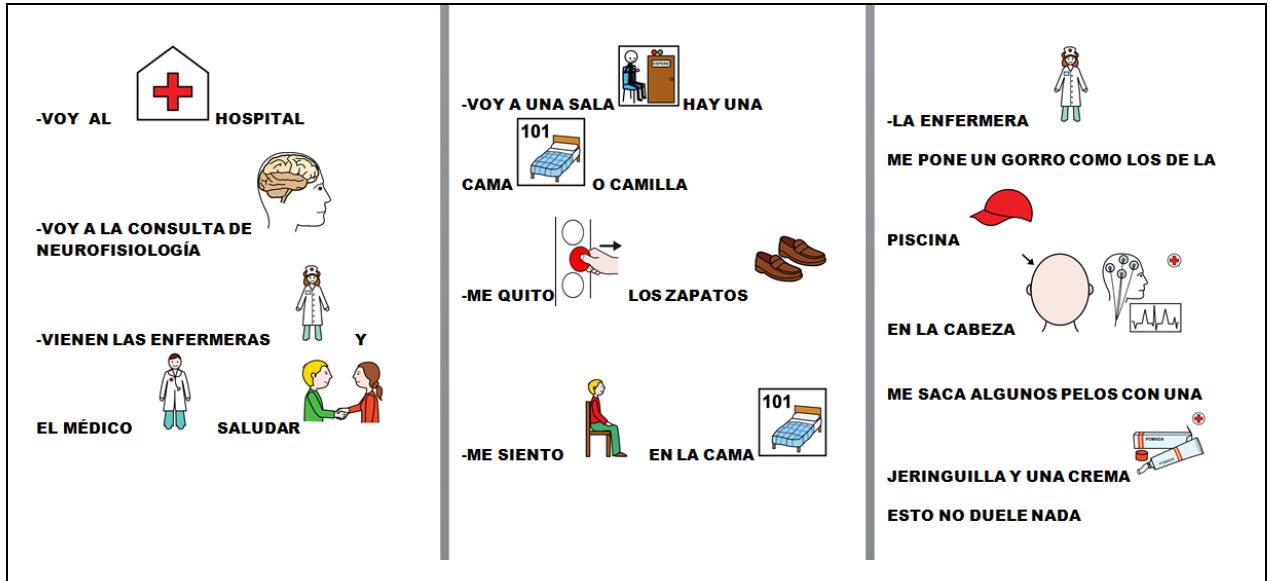 -VOY AL HOSPITAL
-VOY A LA CONSULTA DE
NEUROFISIOLOGÍA
-VIENEN LAS ENFERMERAS Y
EL MÉDICO SALUDAR
-VOY A UNA SALA ESPERE HAY UNA
101
CAMA O CAMILLA
-ME QUITO LOS ZAPATOS
101
-ME SIENTO EN LA CAMA
-LA ENFERMERA
ME PONE UN GORRO COMO LOS DE LA
PISCINA
EN LA CABEZA
ME SACA ALGUNOS PELOS CON UNA
POMADA
POMADA
JERINGUILLA Y UNA CREMA
ESTO NO DUELE NADA